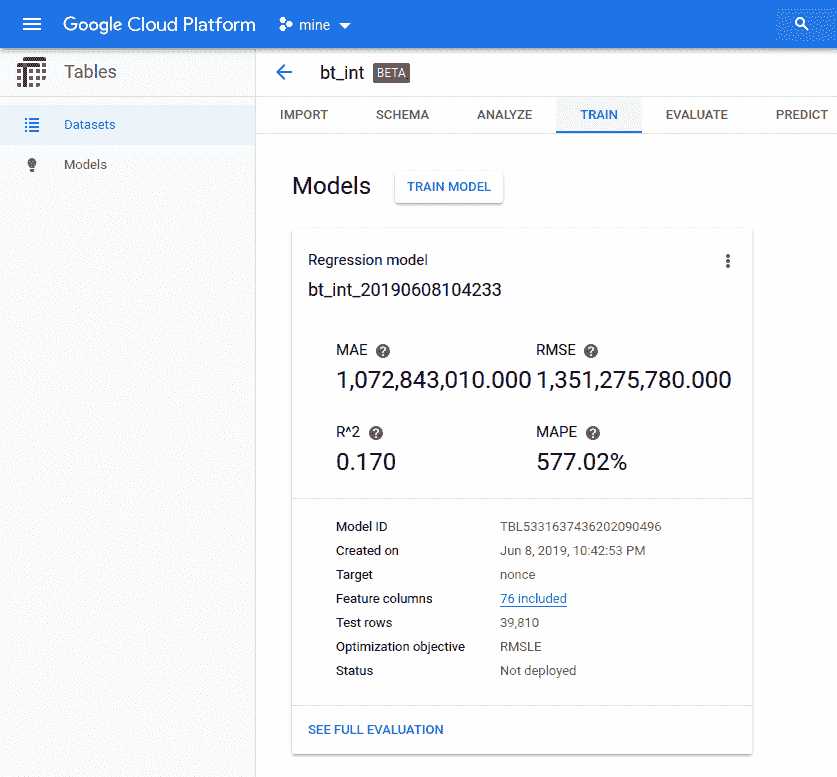 Google Cloud Platform mine
Tables
bt_int BETA
IMPORT SCHEMA ANALYZE TRAIN EVALUATE PREDICT
Datasets
Models
Models TRAIN MODEL
Regression model
bt_int_20190608104233
MAE RMSE
1,072,843,010.000 1,351,275,780.000
R^2 MAPE
0.170 577.02%
Model ID TBL5331637436202090496
Created on Jun 8, 2019, 10:42:53 PM
Target nonce
Feature columns 76 included
Test rows 39,810
Optimization objective RMSLE
Status Not deployed
SEE FULL EVALUATION